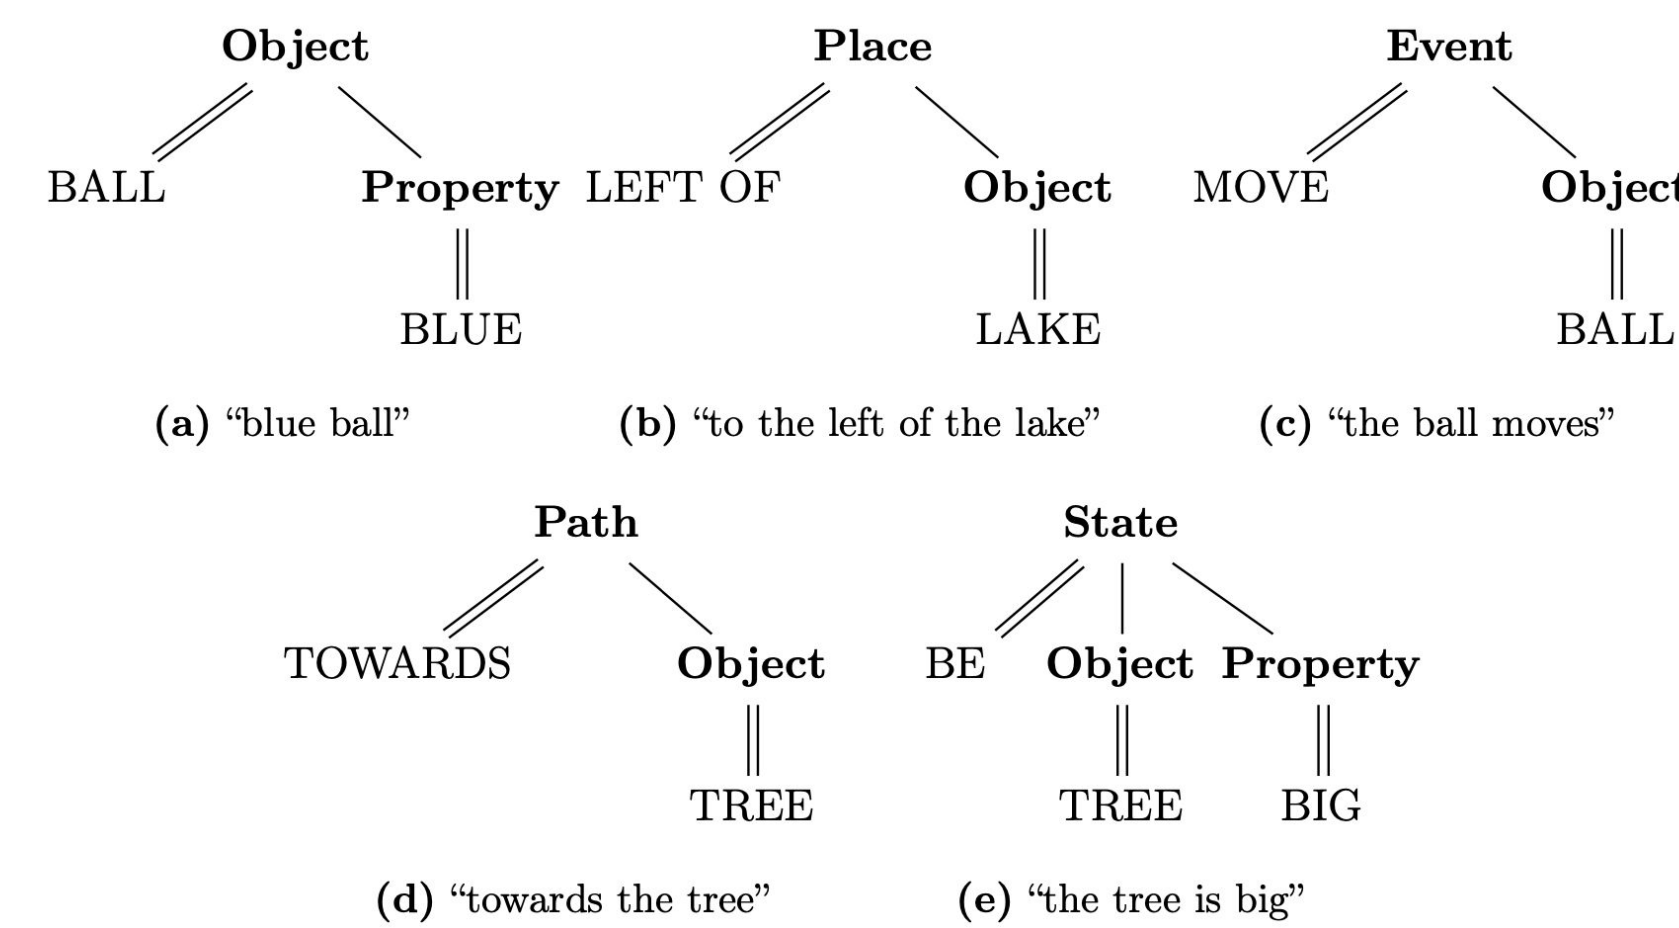 Object Place Event
BALL Property LEFT OF Object MOVE Object
BLUE LAKE BALL
(a) “blue ball” (b) “to the left of the lake” (c) “the ball moves”
Path State
TOWARDS Object BE Object Property
TREE TREE BIG
(d) “towards the tree” (e) “the tree is big”